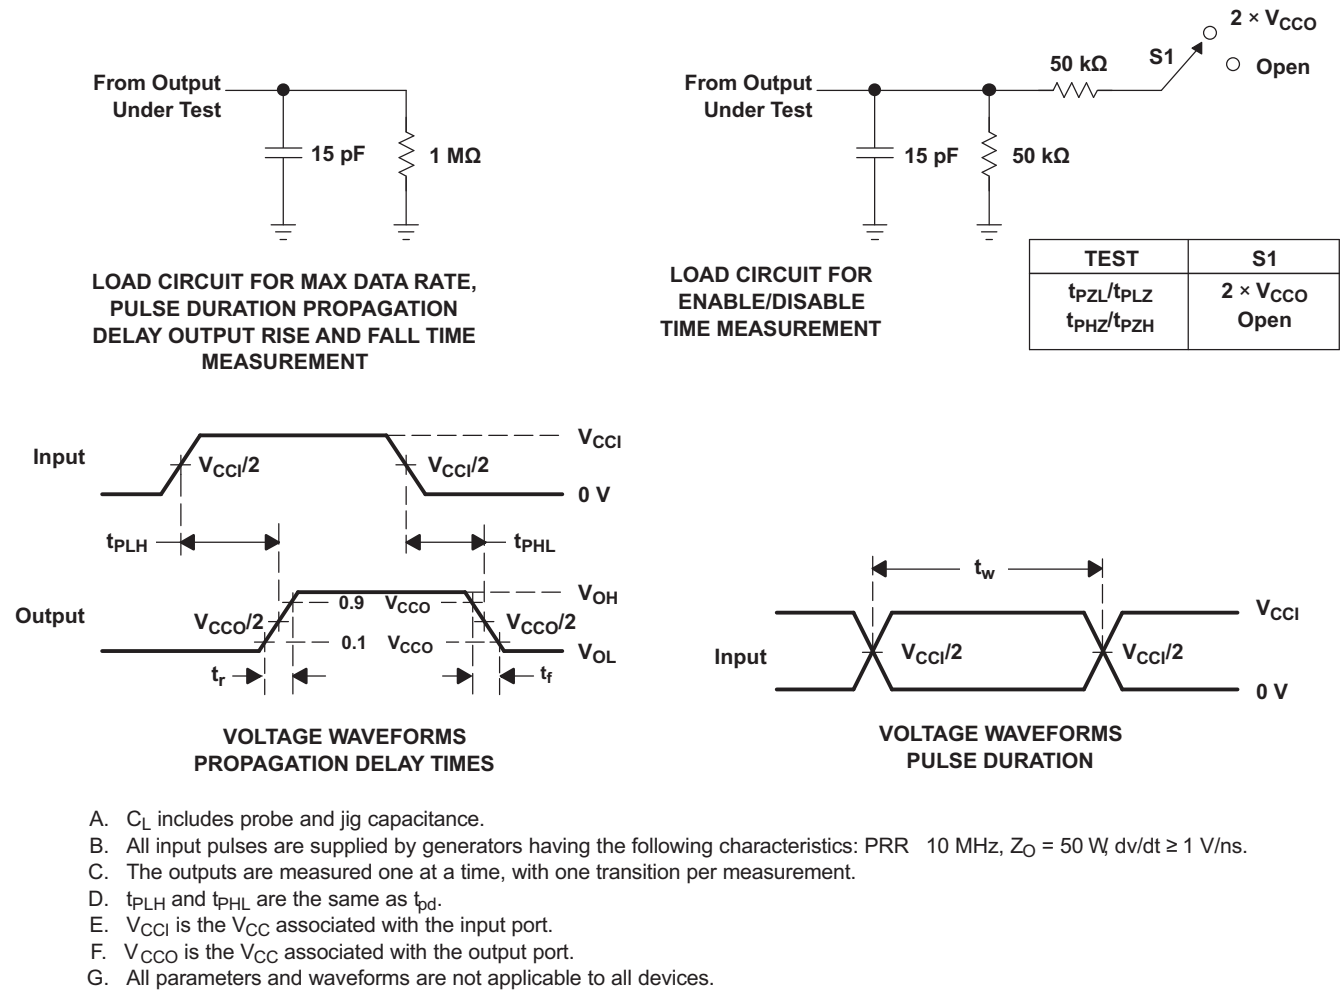 From Output
Under Test
15 pF
1 MΩ
LOAD CIRCUIT FOR MAX DATA RATE,
PULSE DURATION PROPAGATION
DELAY OUTPUT RISE AND FALL TIME
MEASUREMENT
From Output
Under Test
15 pF
50 kΩ
50 kΩ
S1
2 × VCCO
Open
LOAD CIRCUIT FOR
ENABLE/DISABLE
TIME MEASUREMENT
TEST S1
tPZL/tPLZ 2 × VCCO
tPHZ/tPZH Open
Input
VCCI/2
VCCI/2
VCCI
0 V
tPLH
tPHL
Output
VCCO/2
0.9 VCCO
0.1 VCCO
VCCO/2
VOH
VOL
tr
tf
VOLTAGE WAVEFORMS
PROPAGATION DELAY TIMES
tw
Input
VCCI/2
VCCI/2
VCCI
0 V
VOLTAGE WAVEFORMS
PULSE DURATION
A. CL includes probe and jig capacitance.
B. All input pulses are supplied by generators having the following characteristics: PRR 10 MHz, ZO = 50 W, dv/dt ≥ 1 V/ns.
C. The outputs are measured one at a time, with one transition per measurement.
D. tPLH and tPHL are the same as tpd.
E. VCCI is the VCC associated with the input port.
F. VCCO is the VCC associated with the output port.
G. All parameters and waveforms are not applicable to all devices.